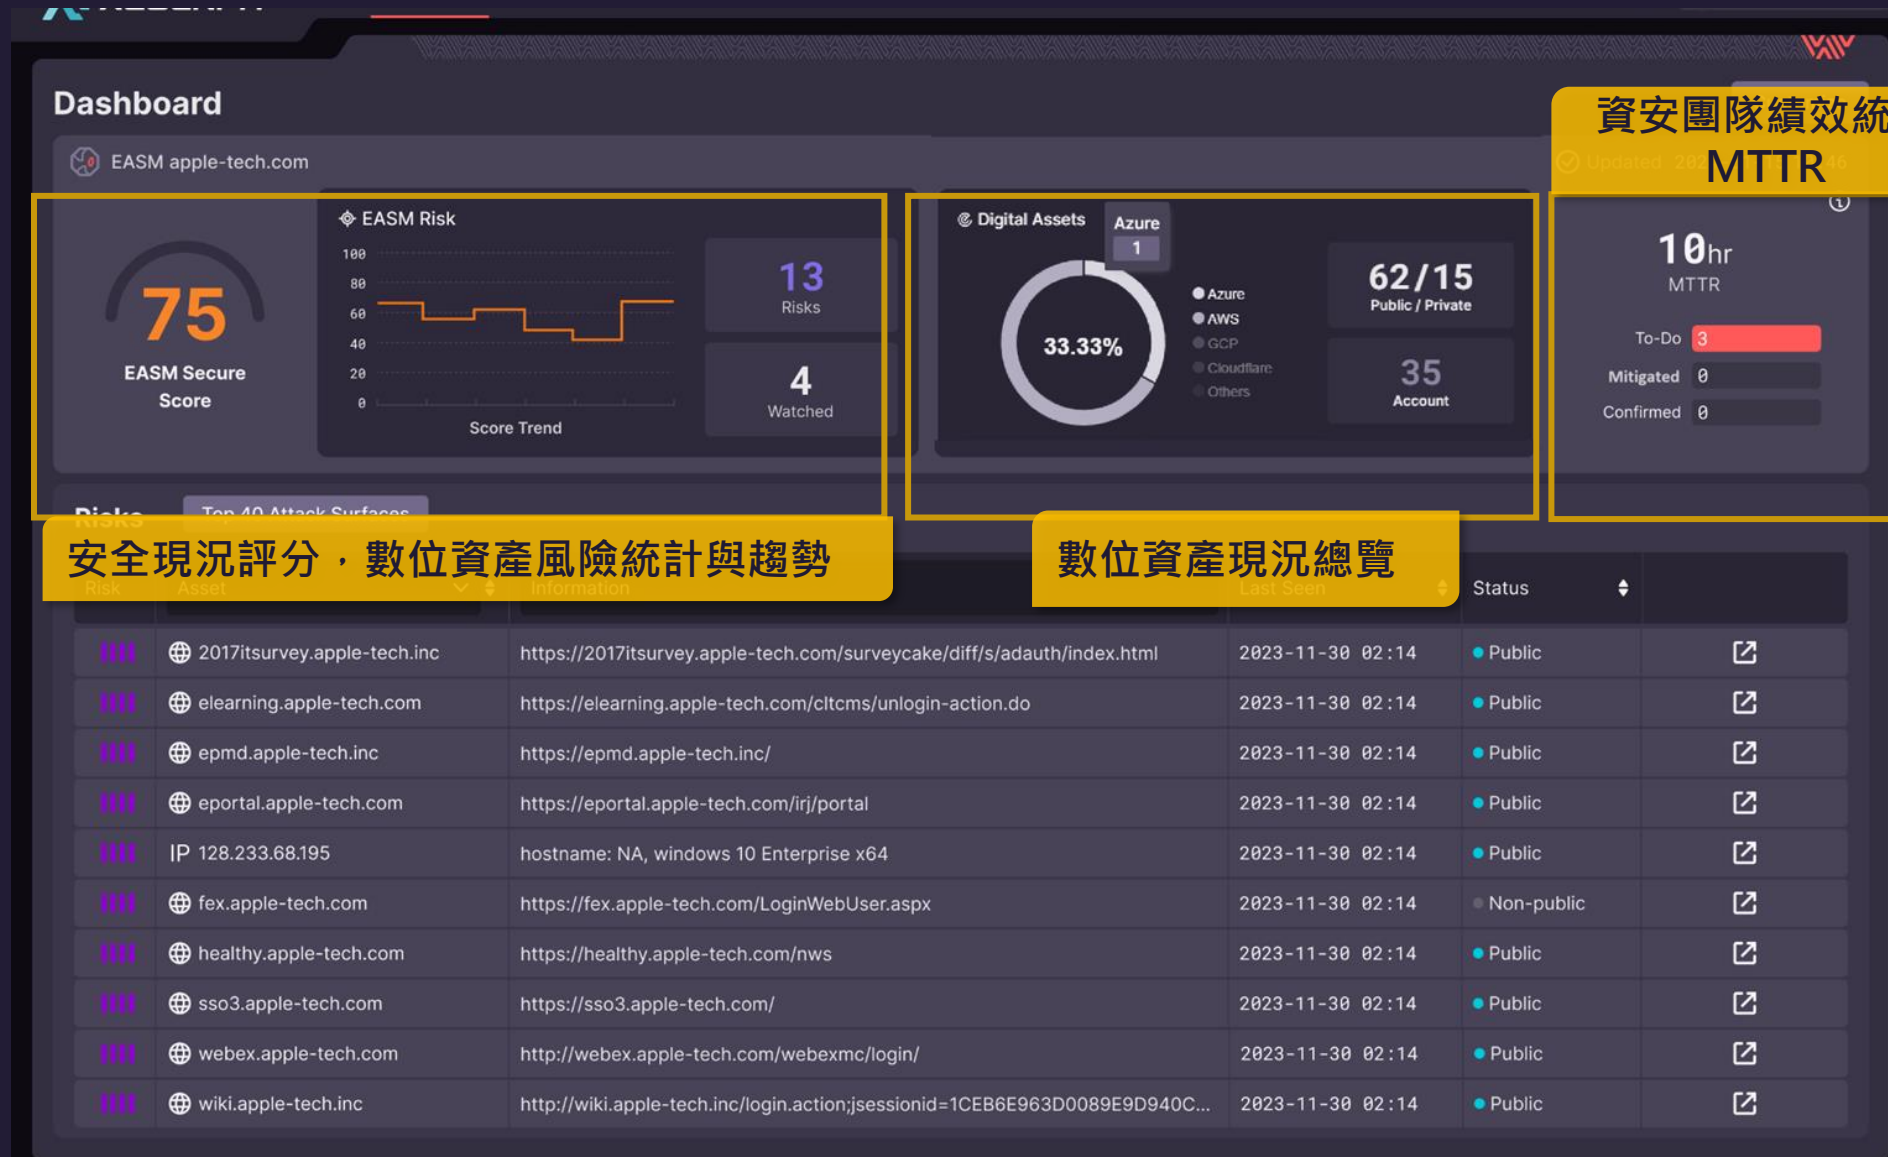 Dashboard
資安團隊績效統
MTTR
EASM apple-tech.com
Updated
EASM Risk
100
80
60
40
20
0
Score Trend
75
EASM Secure
Score
13
Risks
4
Watched
Digital Assets
Azure
1
33.33%
Azure
AWS
GCP
Cloudflare
Others
62/15
Public / Private
35
Account
10hr
MTTR
To-Do 3
Mitigated 0
Confirmed 0
Risks Top 40 Attack Surfaces
安全現況評分，數位資產風險統計與趨勢
數位資產現況總覽
Risk Asset Information Last Seen Status
2017itsurvey.apple-tech.inc https://2017itsurvey.apple-tech.com/surveycake/diff/s/adauth/index.html 2023-11-30 02:14 Public
elearning.apple-tech.com https://elearning.apple-tech.com/cltcms/unlogin-action.do 2023-11-30 02:14 Public
epmd.apple-tech.inc https://epmd.apple-tech.inc/ 2023-11-30 02:14 Public
eportal.apple-tech.com https://eportal.apple-tech.com/irj/portal 2023-11-30 02:14 Public
IP 128.233.68.195 hostname: NA, windows 10 Enterprise x64 2023-11-30 02:14 Public
fex.apple-tech.com https://fex.apple-tech.com/LoginWebUser.aspx 2023-11-30 02:14 Non-public
healthy.apple-tech.com https://healthy.apple-tech.com/nws 2023-11-30 02:14 Public
sso3.apple-tech.com https://sso3.apple-tech.com/ 2023-11-30 02:14 Public
webex.apple-tech.com http://webex.apple-tech.com/webexmc/login/ 2023-11-30 02:14 Public
wiki.apple-tech.inc http://wiki.apple-tech.inc/login.action;jsessionid=1CEB6E963D0089E9D940C... 2023-11-30 02:14 Public